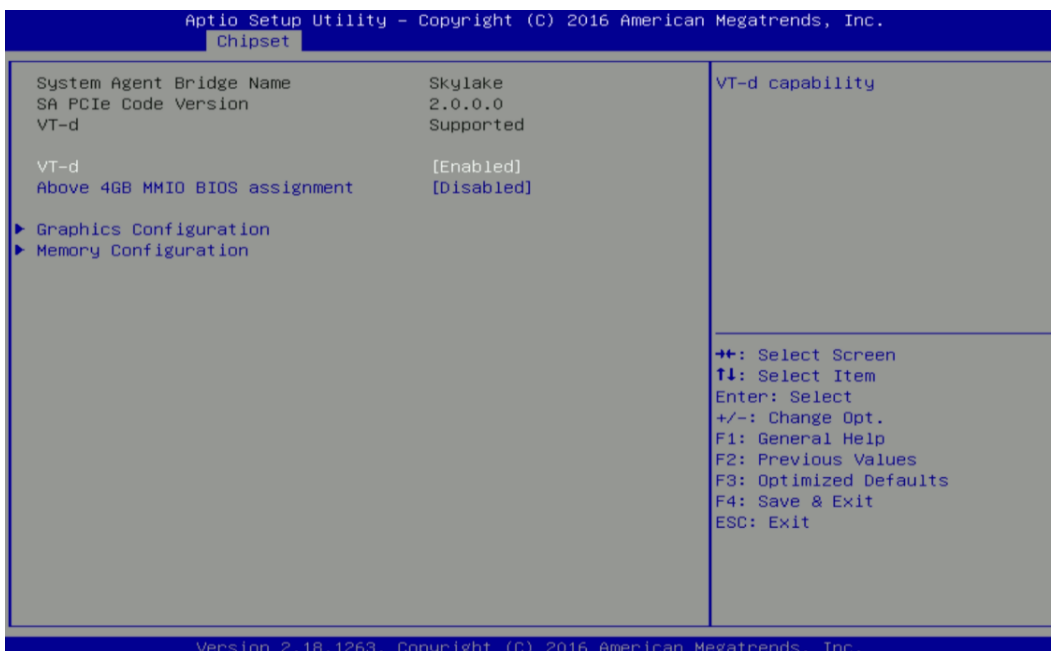 Aptio Setup Utility – Copyright (C) 2016 American Megatrends, Inc.
Chipset
System Agent Bridge Name Skylake
SA PCIe Code Version 2.0.0.0
VT-d Supported
VT-d [Enabled]
Above 4GB MMIO BIOS assignment [Disabled]
▶ Graphics Configuration
▶ Memory Configuration
VT-d capability
→←: Select Screen
↑↓: Select Item
Enter: Select
+/-: Change Opt.
F1: General Help
F2: Previous Values
F3: Optimized Defaults
F4: Save & Exit
ESC: Exit
Version 2.18.1263. Copyright (C) 2016 American Megatrends, Inc.